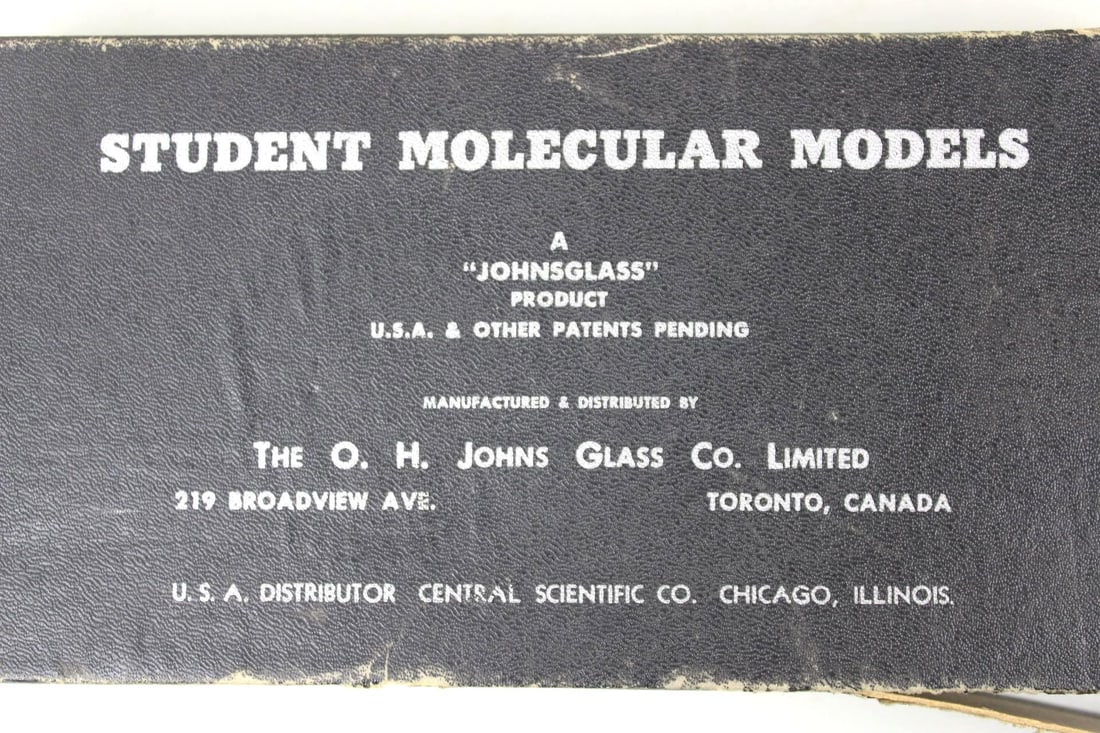 STUDENT MOLECULAR MODELS
A
"JOHNSGLASS"
PRODUCT
U.S.A. & OTHER PATENTS PENDING
MANUFACTURED & DISTRIBUTED BY
THE O. H. JOHNS GLASS CO. LIMITED
219 BROADVIEW AVE. TORONTO, CANADA
U. S. A. DISTRIBUTOR CENTRAL SCIENTIFIC CO. CHICAGO, ILLINOIS.